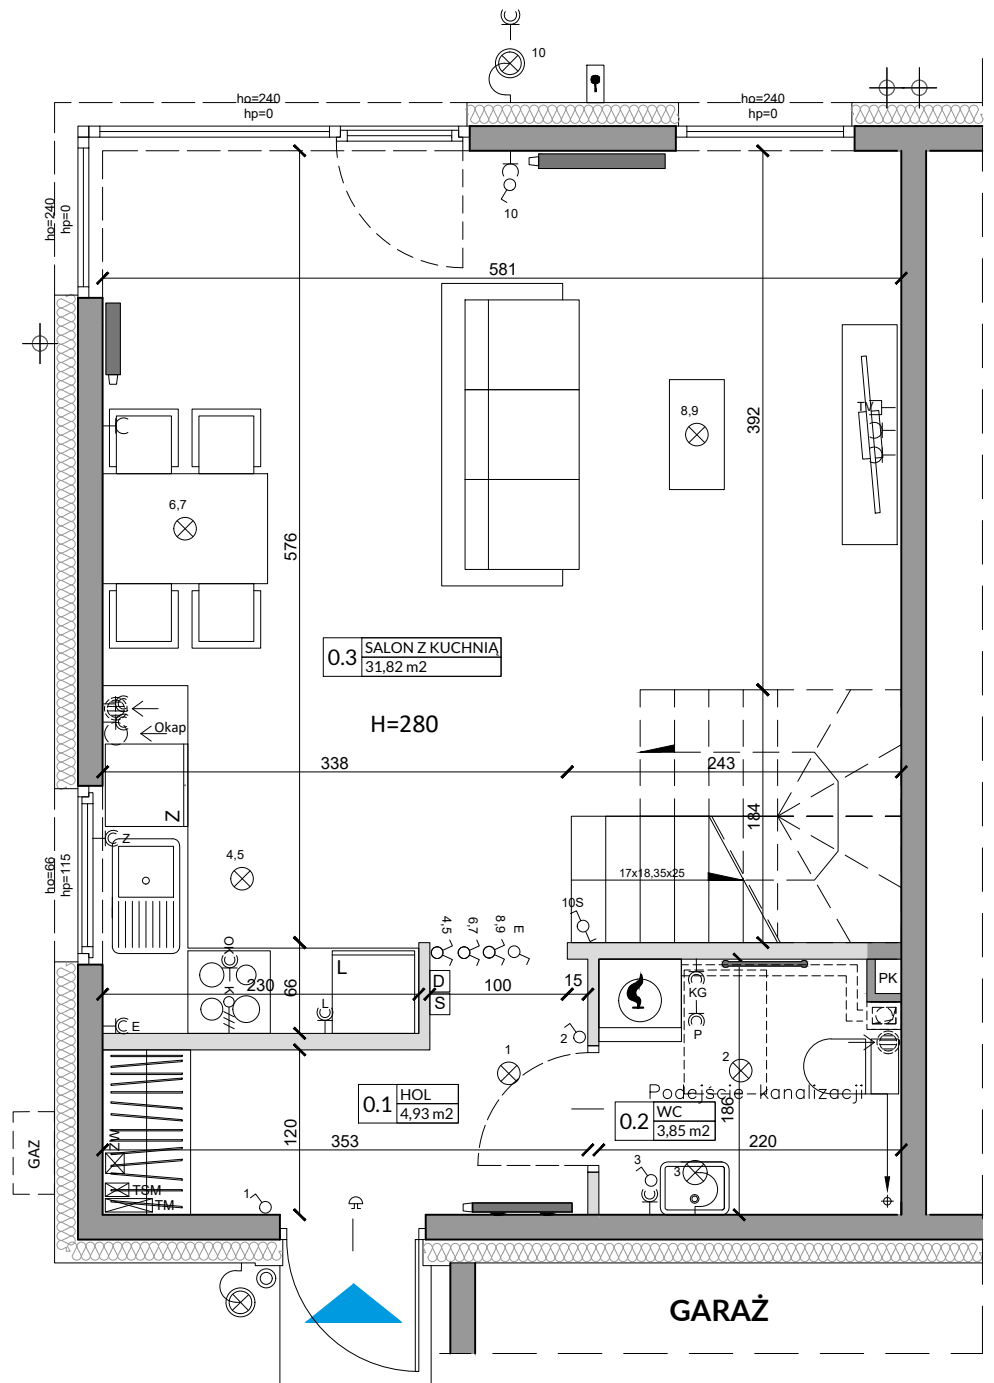 10
ho=240
hp=0
ho=240
hp=0
10
ho=240
hp=0
581
8,9
392
TV
6,7
576
0.3
SALON Z KUCHNIĄ
31,82 m2
H=280
Okap
338
243
Z
184
Z
ho=66
hp=115
4,5
17x18,35x25
10S
4,5
6,7
8,9
E
OK
L
D
S
PK
230
66
100
15
KG
K
L
E
P
2
1
2
Podejście kanalizacji
0.1
HOL
4,93 m2
0.2
WC
3,85 m2
186
120
353
220
GAZ
ZW
3
3
TSM
TM
1
GARAŻ